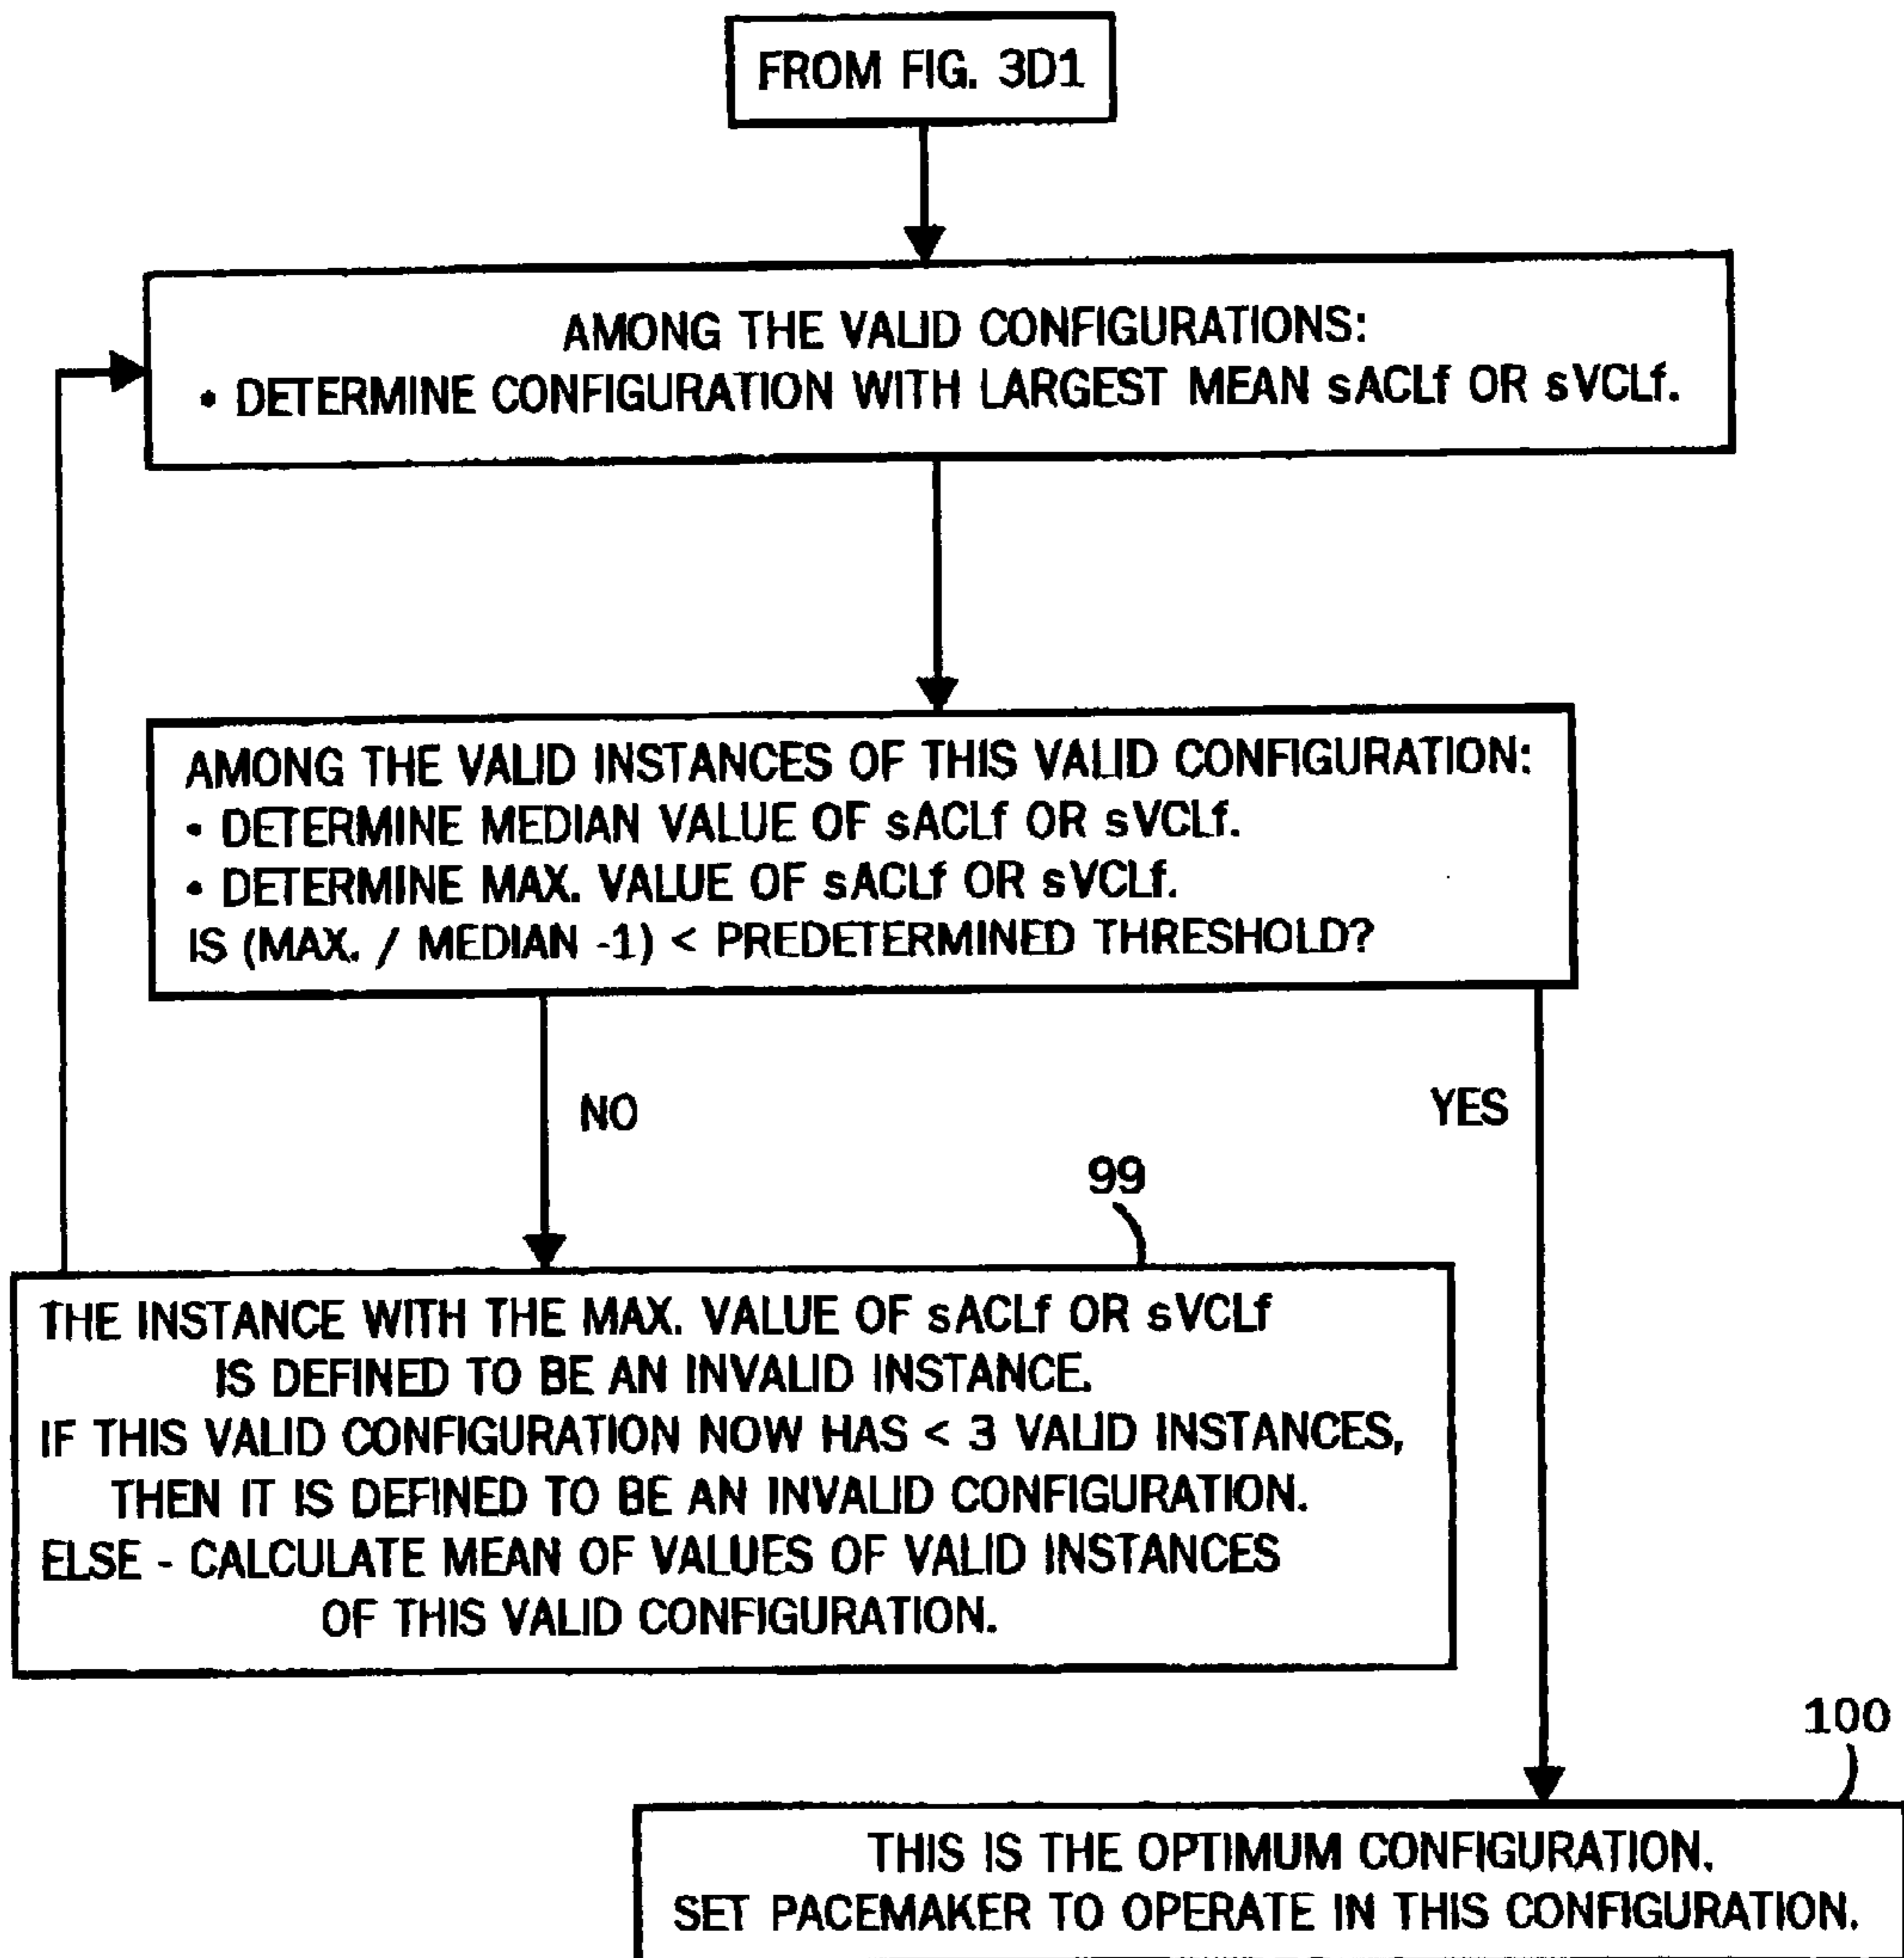 FROM FIG. 3D1
AMONG THE VALID CONFIGURATIONS:
• DETERMINE CONFIGURATION WITH LARGEST MEAN sACLf OR sVCLf.
AMONG THE VALID INSTANCES OF THIS VALID CONFIGURATION:
• DETERMINE MEDIAN VALUE OF sACLf OR sVCLf.
• DETERMINE MAX. VALUE OF sACLf OR sVCLf.
IS (MAX. / MEDIAN -1) < PREDETERMINED THRESHOLD?
NO
YES
99
THE INSTANCE WITH THE MAX. VALUE OF sACLf OR sVCLf
IS DEFINED TO BE AN INVALID INSTANCE.
IF THIS VALID CONFIGURATION NOW HAS < 3 VALID INSTANCES,
THEN IT IS DEFINED TO BE AN INVALID CONFIGURATION.
ELSE - CALCULATE MEAN OF VALUES OF VALID INSTANCES
OF THIS VALID CONFIGURATION.
100
THIS IS THE OPTIMUM CONFIGURATION.
SET PACEMAKER TO OPERATE IN THIS CONFIGURATION.